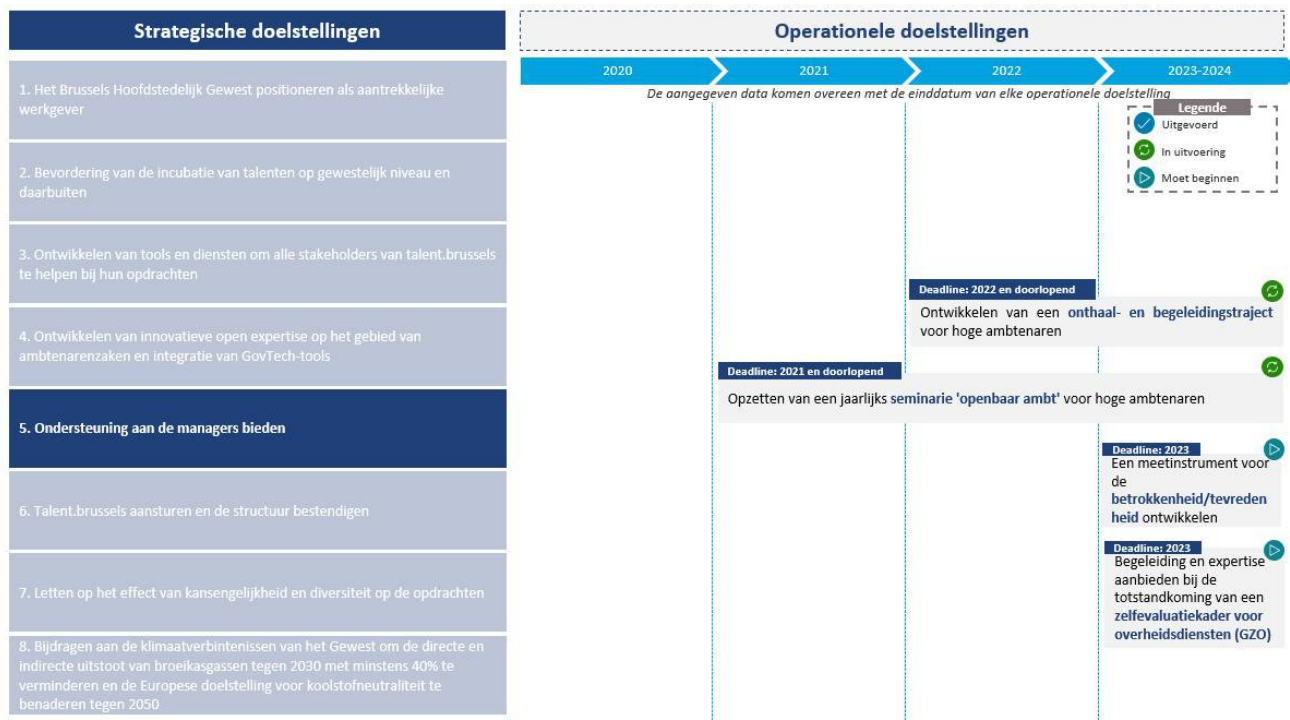 Strategische doelstellingen
1. Het Brussels Hoofdstedelijk Gewest positioneren als aantrekkelijke
werkgever
2. Bevordering van de incubatie van talenten op gewestelijk niveau en
daarbuiten
3. Ontwikkelen van tools en diensten om alle stakeholders van talent.brussels
te helpen bij hun opdrachten
4. Ontwikkelen van innovatieve open expertise op het gebied van
ambtenarenzaken en integratie van GovTech-tools
5. Ondersteuning aan de managers bieden
6. Talent.brussels aansturen en de structuur bestendigen
7. Letten op het effect van kansengelijkheid en diversiteit op de opdrachten
8. Bijdragen aan de klimaatverbintenissen van het Gewest om de directe en
indirecte uitstoot van broeikasgassen tegen 2030 met minstens 40% te
verminderen en de Europese doelstelling voor koolstofneutraliteit te
benaderen tegen 2050
Operationele doelstellingen
2020 2021 2022 2023-2024
De aangegeven data komen overeen met de einddatum van elke operationele doelstelling
Legende
Uitgevoerd
In uitvoering
Moet beginnen
Deadline: 2022 en doorlopend
Ontwikkelen van een onthaal- en begeleidingstraject
voor hoge ambtenaren
Deadline: 2021 en doorlopend
Opzetten van een jaarlijks seminarie 'openbaar ambt' voor hoge ambtenaren
Deadline: 2023
Een meetinstrument voor
de
betrokkenheid/tevreden
heid ontwikkelen
Deadline: 2023
Begeleiding en expertise
aanbieden bij de
totstandkoming van een
zelfevaluatiekader voor
overheidsdiensten (GZO)